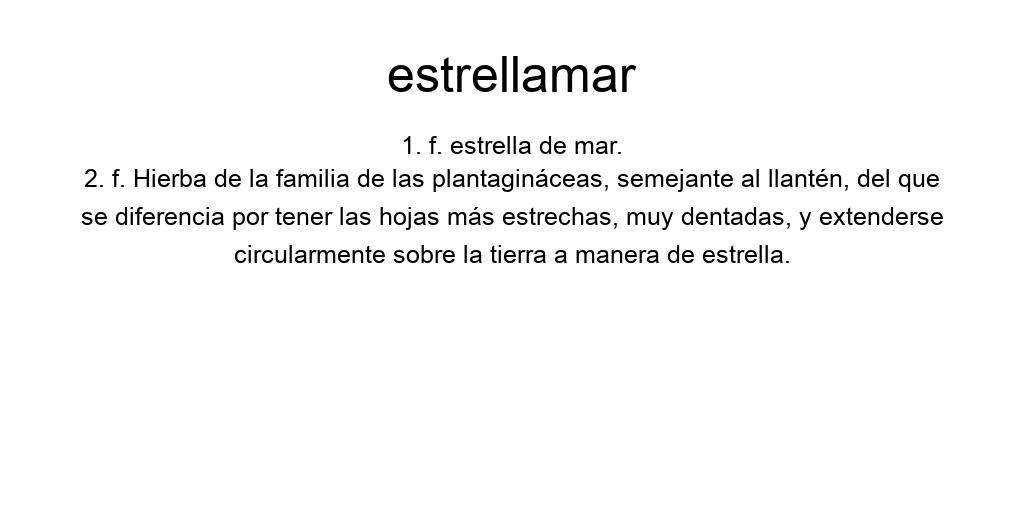 estrellamar
1. f. estrella de mar.
2. f. Hierba de la familia de las plantagináceas, semejante al llantén, del que
se diferencia por tener las hojas más estrechas, muy dentadas, y extenderse
circularmente sobre la tierra a manera de estrella.